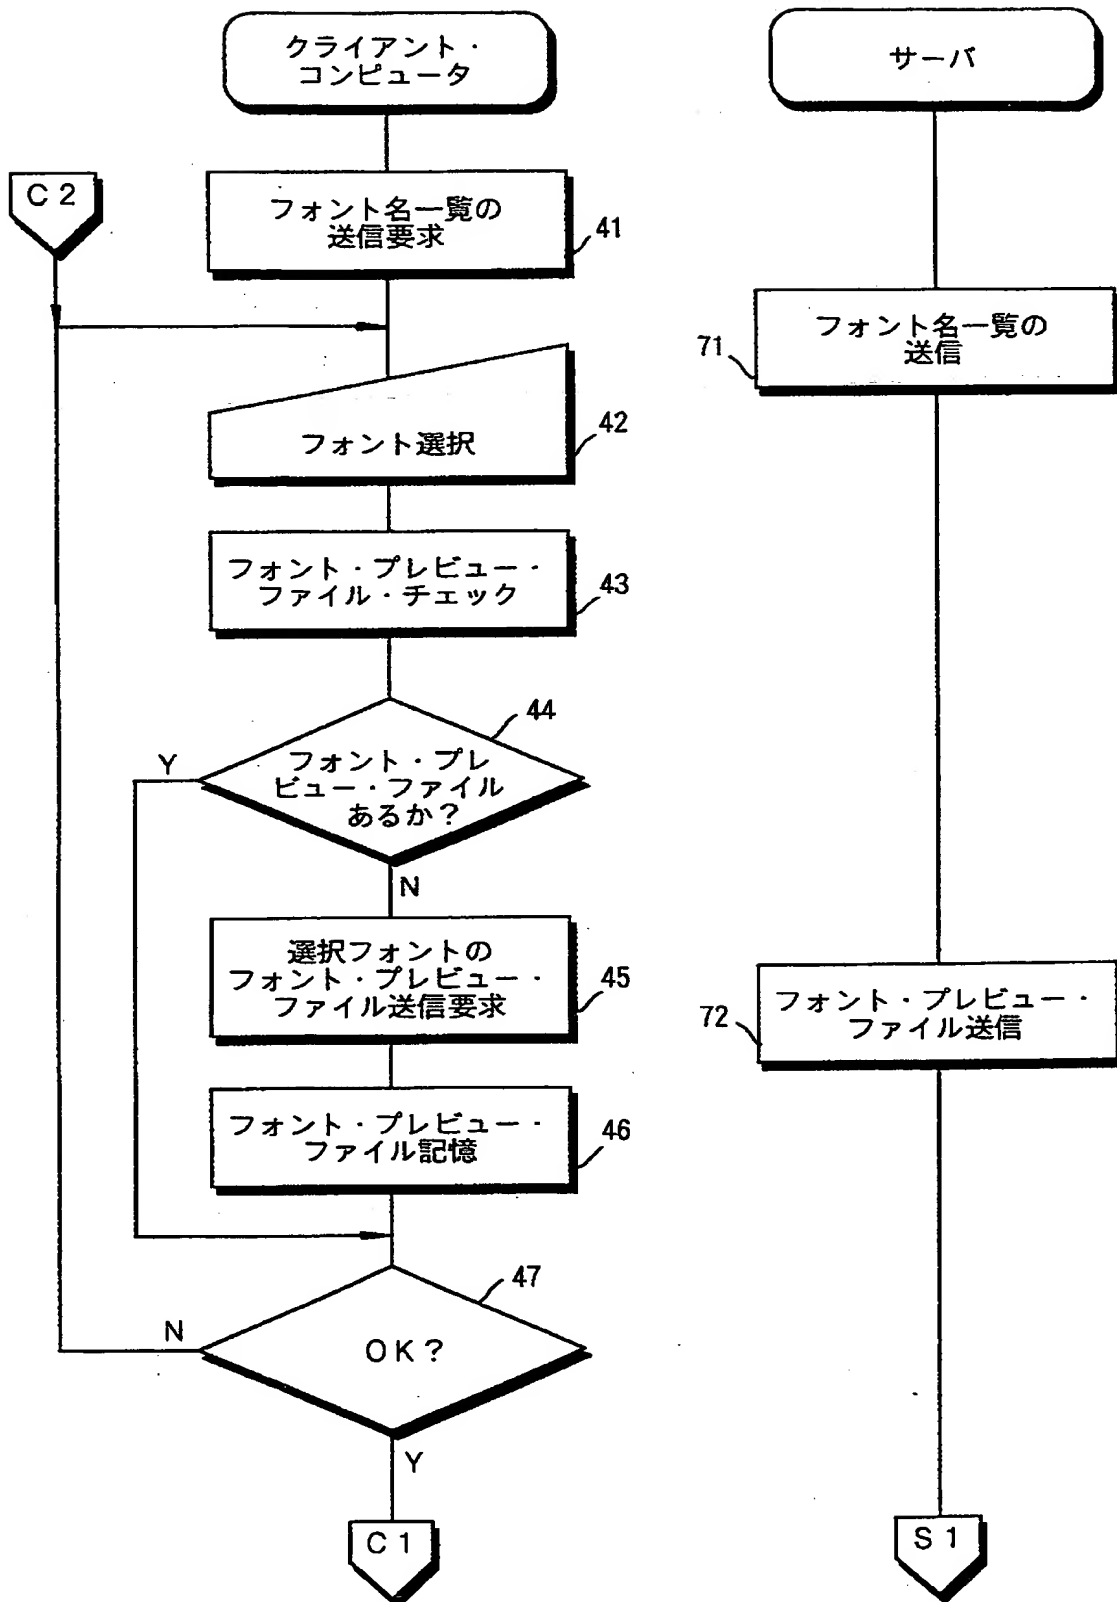 クライアント・
コンピュータ
サーバ
C2
フォント名一覧の
送信要求
41
フォント名一覧の
送信
71
フォント選択
42
フォント・プレビュー・
ファイル・チェック
43
44
Y
フォント・プレ
ビュー・ファイル
あるか？
N
選択フォントの
フォント・プレビュー・
ファイル送信要求
45
フォント・プレビュー・
ファイル送信
72
フォント・プレビュー・
ファイル記憶
46
47
N
OK？
Y
C1
S1